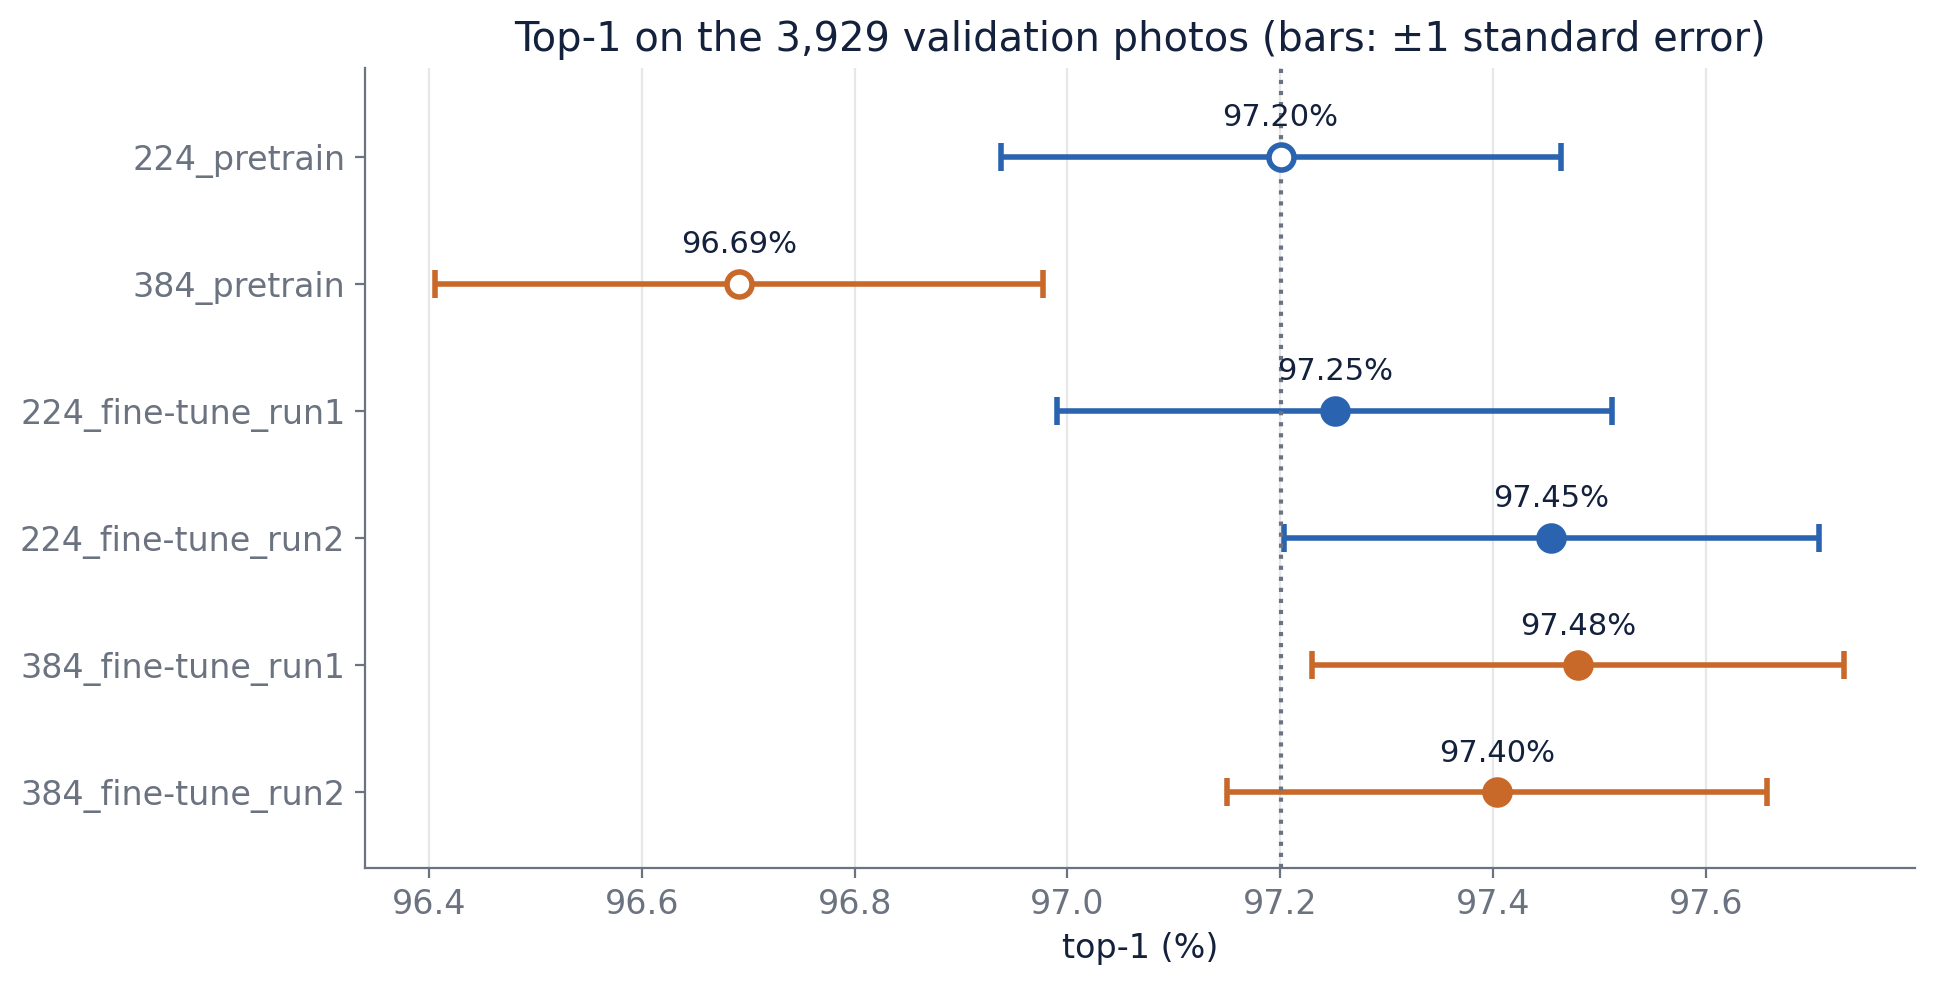 Top-1 on the 3,929 validation photos (bars: ±1 standard error)
224_pretrain
97.20%
384_pretrain
96.69%
224_fine-tune_run1
97.25%
224_fine-tune_run2
97.45%
384_fine-tune_run1
97.48%
384_fine-tune_run2
97.40%
96.4 96.6 96.8 97.0 97.2 97.4 97.6
top-1 (%)